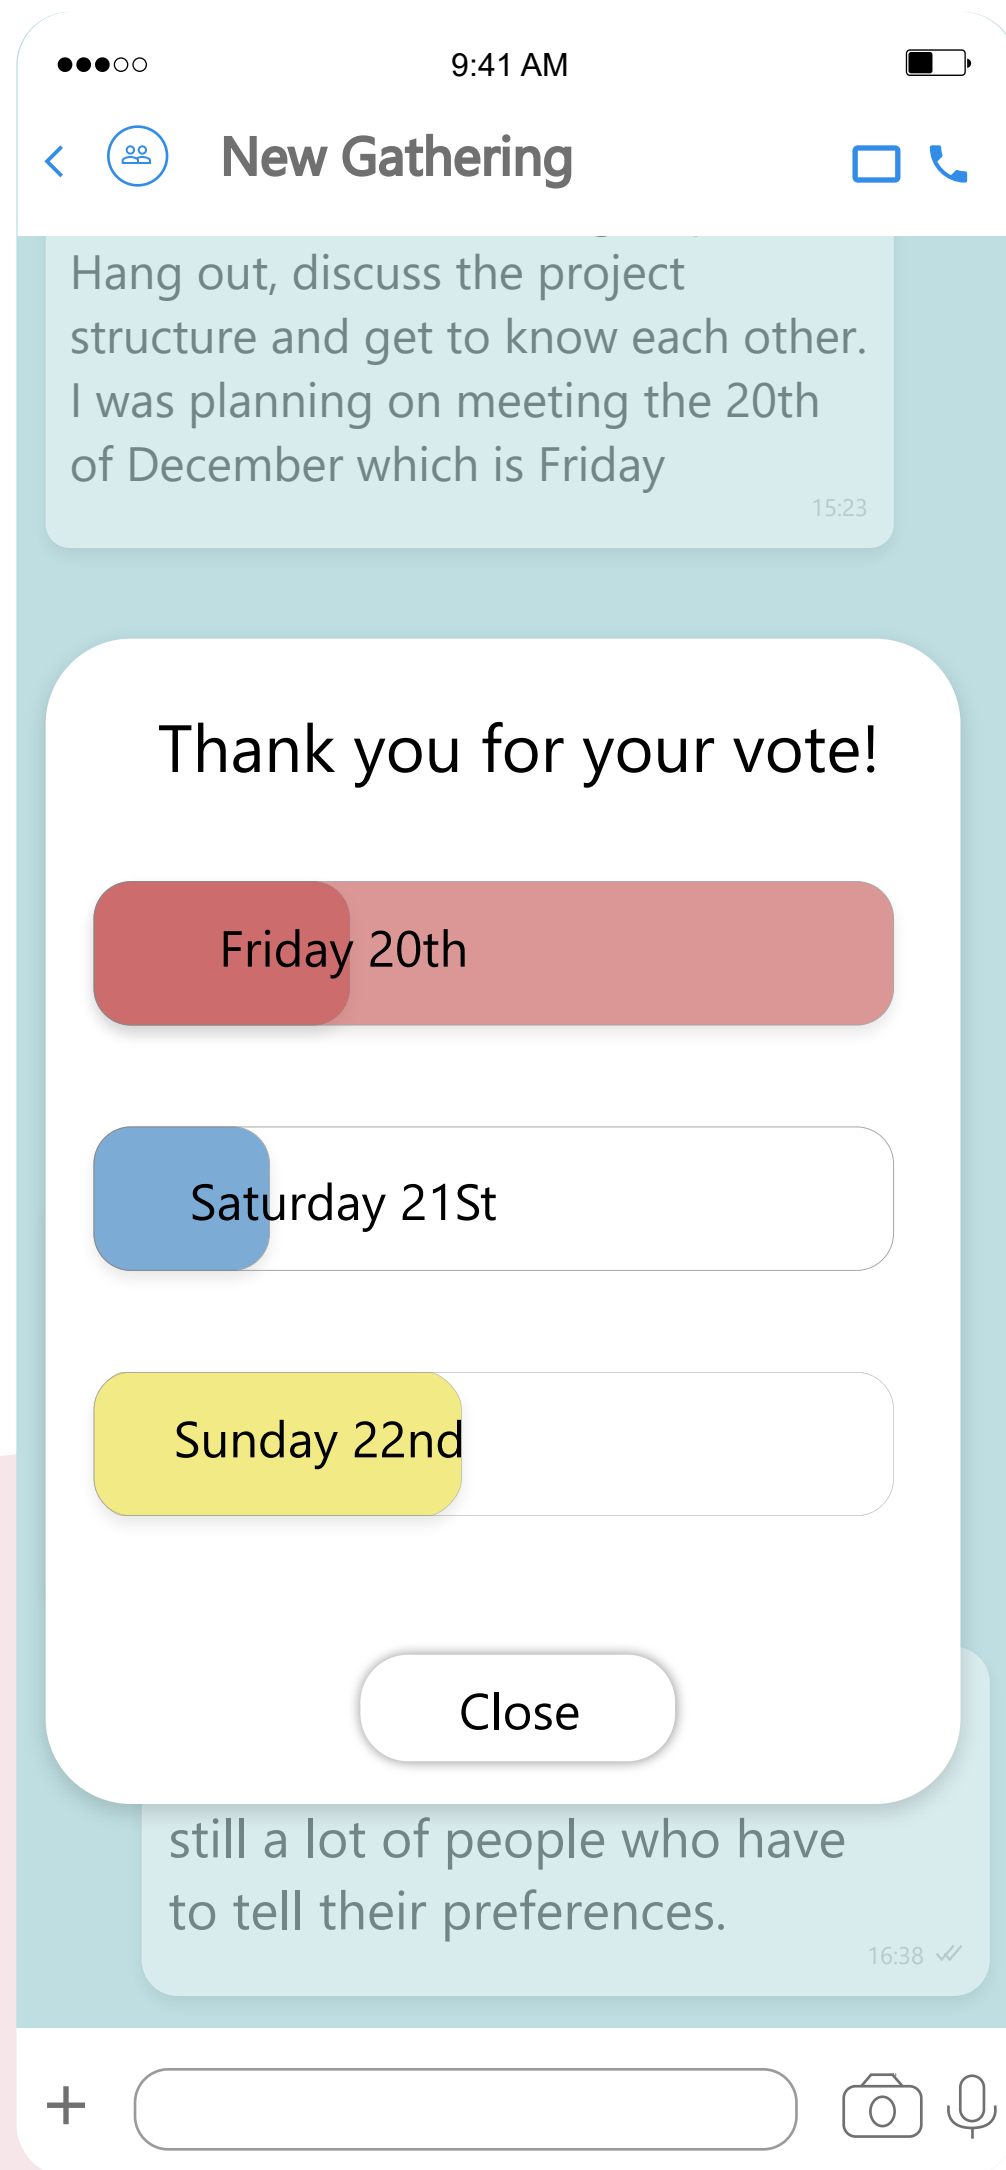 9:41 AM
New Gathering
Hang out, discuss the project
structure and get to know each other.
I was planning on meeting the 20th
of December which is Friday
15:23
Thank you for your vote!
Friday 20th
Saturday 21St
Sunday 22nd
Close
still a lot of people who have
to tell their preferences.
16:38